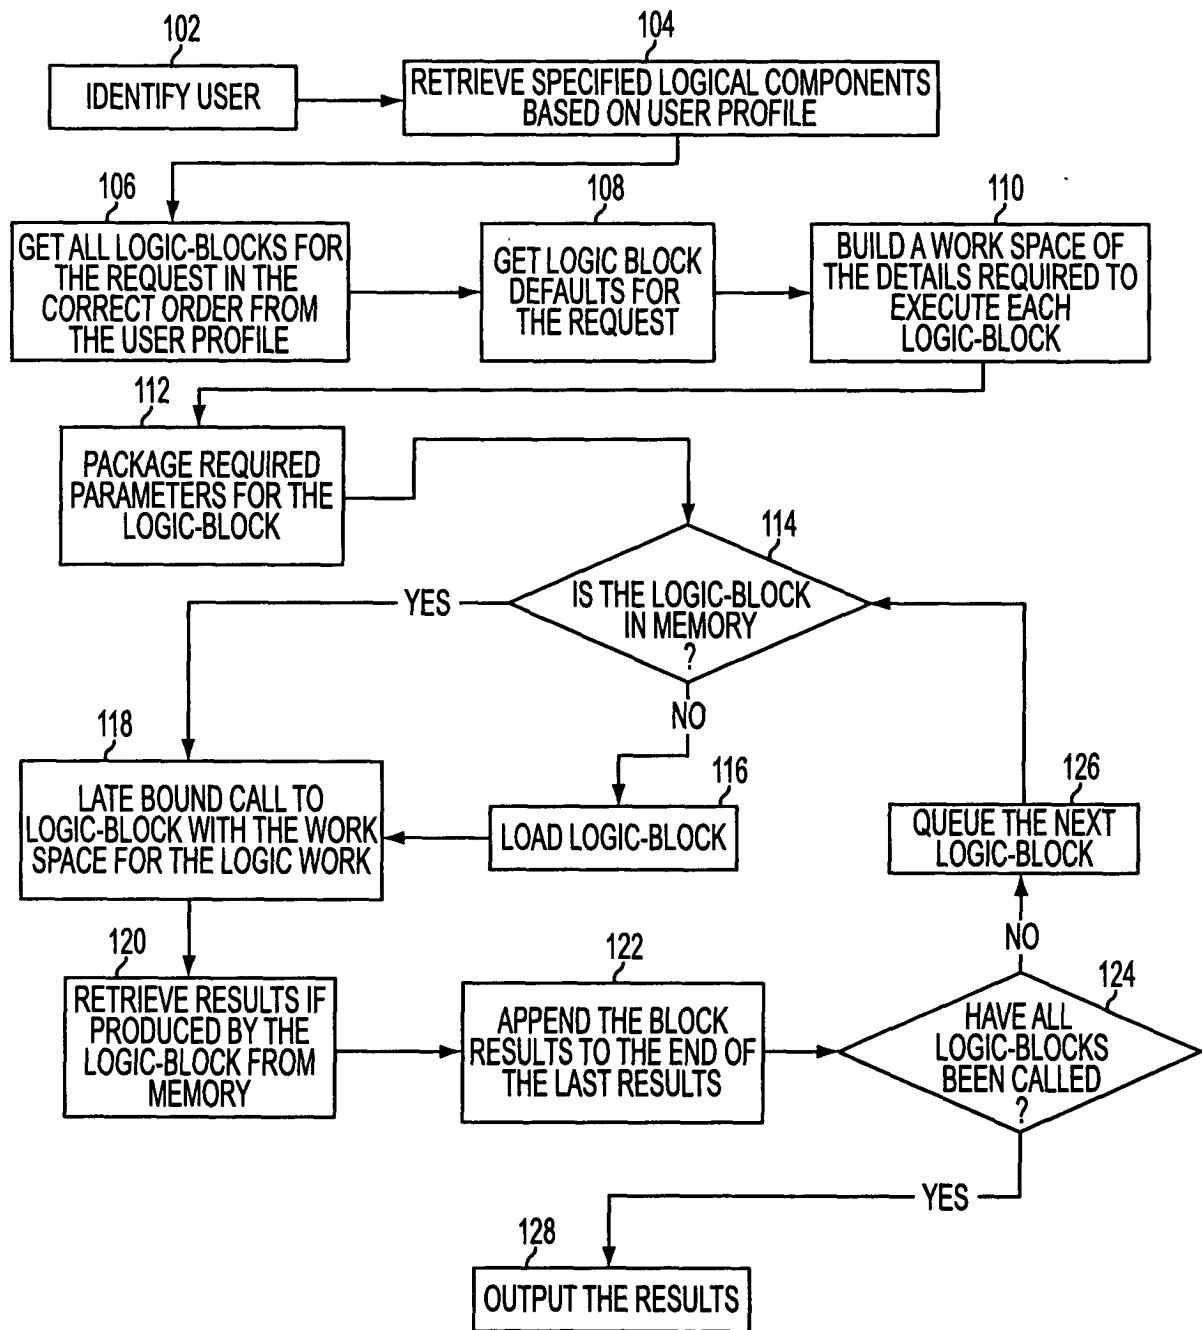 102
IDENTIFY USER
104
RETRIEVE SPECIFIED LOGICAL COMPONENTS
BASED ON USER PROFILE
106
GET ALL LOGIC-BLOCKS FOR
THE REQUEST IN THE
CORRECT ORDER FROM
THE USER PROFILE
108
GET LOGIC BLOCK
DEFAULTS FOR
THE REQUEST
110
BUILD A WORK SPACE OF
THE DETAILS REQUIRED TO
EXECUTE EACH
LOGIC-BLOCK
112
PACKAGE REQUIRED
PARAMETERS FOR THE
LOGIC-BLOCK
114
IS THE LOGIC-BLOCK
IN MEMORY
?
YES
NO
116
LOAD LOGIC-BLOCK
118
LATE BOUND CALL TO
LOGIC-BLOCK WITH THE WORK
SPACE FOR THE LOGIC WORK
120
RETRIEVE RESULTS IF
PRODUCED BY THE
LOGIC-BLOCK FROM
MEMORY
122
APPEND THE BLOCK
RESULTS TO THE END OF
THE LAST RESULTS
124
HAVE ALL
LOGIC-BLOCKS
BEEN CALLED
?
NO
126
QUEUE THE NEXT
LOGIC-BLOCK
YES
128
OUTPUT THE RESULTS